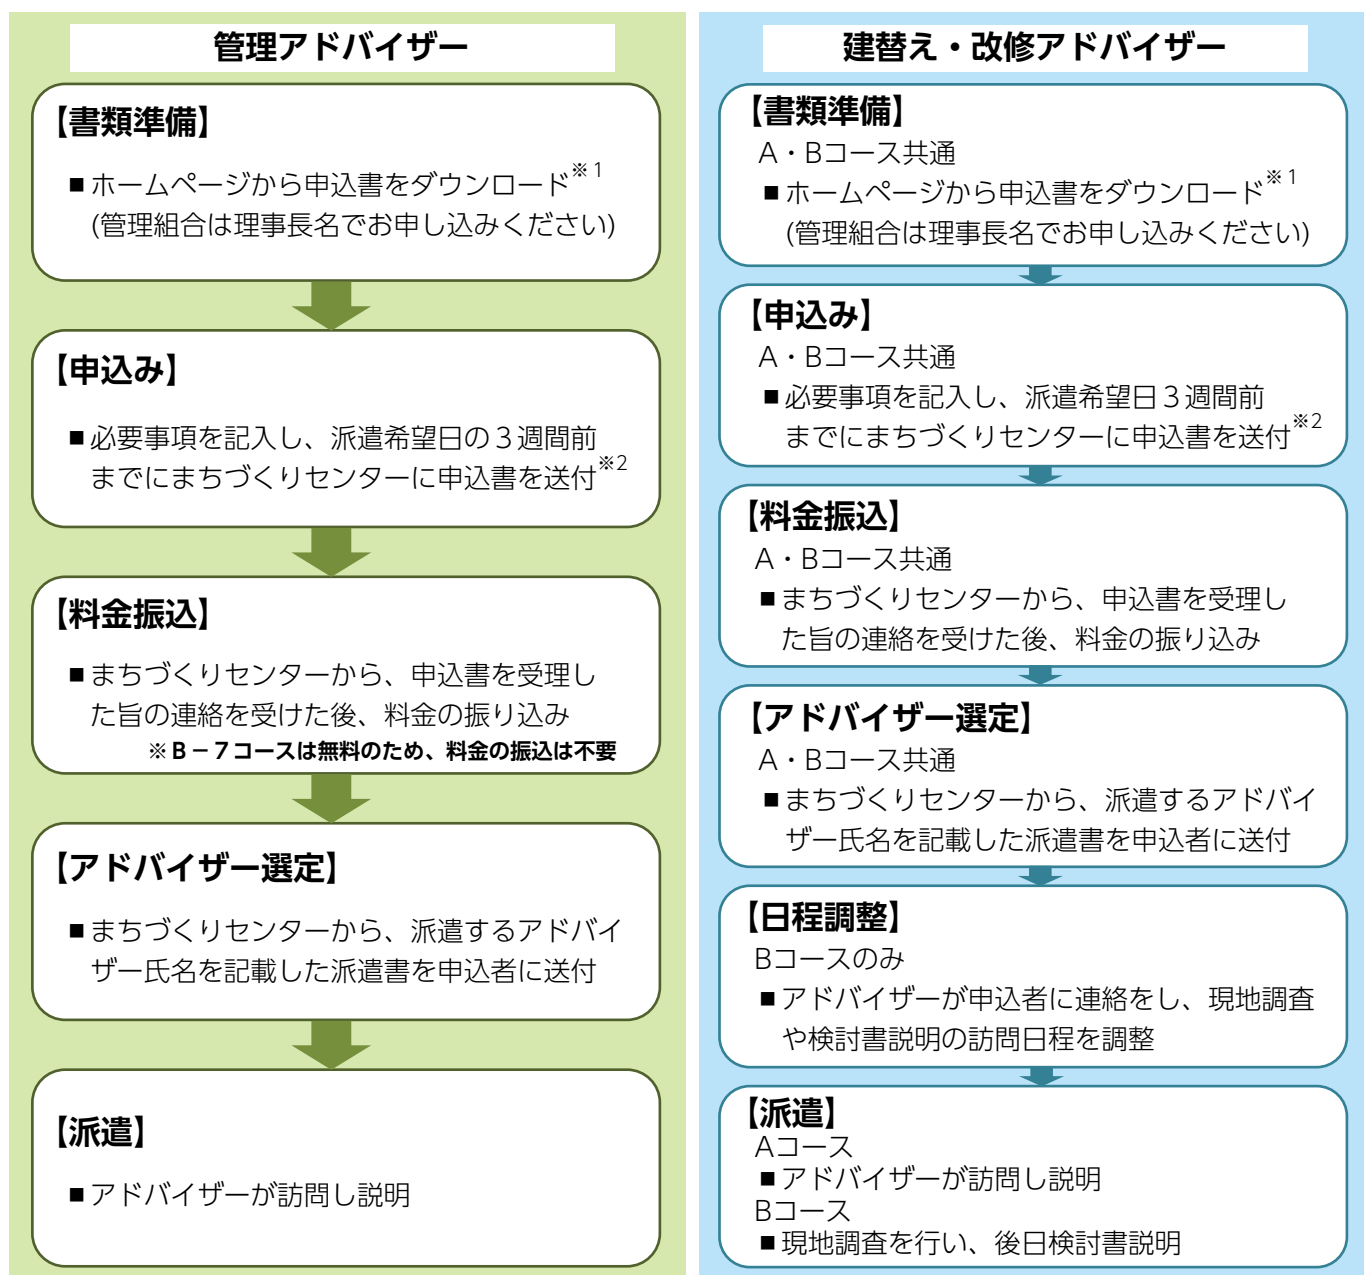 管理アドバイザー
【書類準備】
■ホームページから申込書をダウンロード※1
(管理組合は理事長名でお申し込みください)
【申込み】
■必要事項を記入し、派遣希望日の３週間前
までにまちづくりセンターに申込書を送付※2
【料金振込】
■まちづくりセンターから、申込書を受理し
た旨の連絡を受けた後、料金の振り込み
※Ｂ－７コースは無料のため、料金の振込は不要
【アドバイザー選定】
■まちづくりセンターから、派遣するアドバイ
ザー氏名を記載した派遣書を申込者に送付
【派遣】
■アドバイザーが訪問し説明
建替え・改修アドバイザー
【書類準備】
A・Bコース共通
■ホームページから申込書をダウンロード※1
(管理組合は理事長名でお申し込みください)
【申込み】
A・Bコース共通
■必要事項を記入し、派遣希望日３週間前
までにまちづくりセンターに申込書を送付※2
【料金振込】
A・Bコース共通
■まちづくりセンターから、申込書を受理し
た旨の連絡を受けた後、料金の振り込み
【アドバイザー選定】
A・Bコース共通
■まちづくりセンターから、派遣するアドバイ
ザー氏名を記載した派遣書を申込者に送付
【日程調整】
Bコースのみ
■アドバイザーが申込者に連絡をし、現地調査
や検討書説明の訪問日程を調整
【派遣】
Aコース
■アドバイザーが訪問し説明
Bコース
■現地調査を行い、後日検討書説明